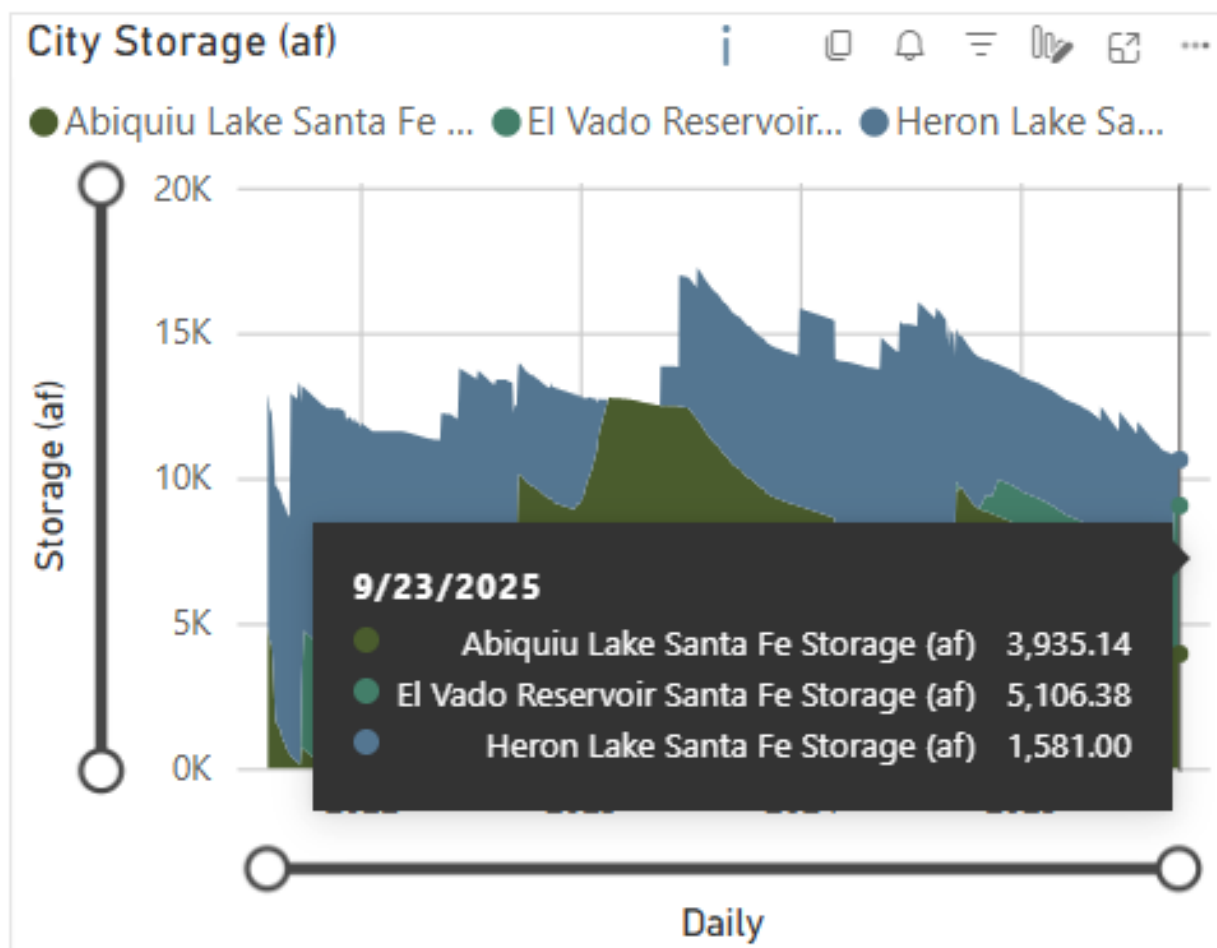 City Storage (af)
Abiquiu Lake Santa Fe ... El Vado Reservoir... Heron Lake Sa...
20K
15K
10K
5K
0K
Storage (af)
9/23/2025
Abiquiu Lake Santa Fe Storage (af) 3,935.14
El Vado Reservoir Santa Fe Storage (af) 5,106.38
Heron Lake Santa Fe Storage (af) 1,581.00
Daily